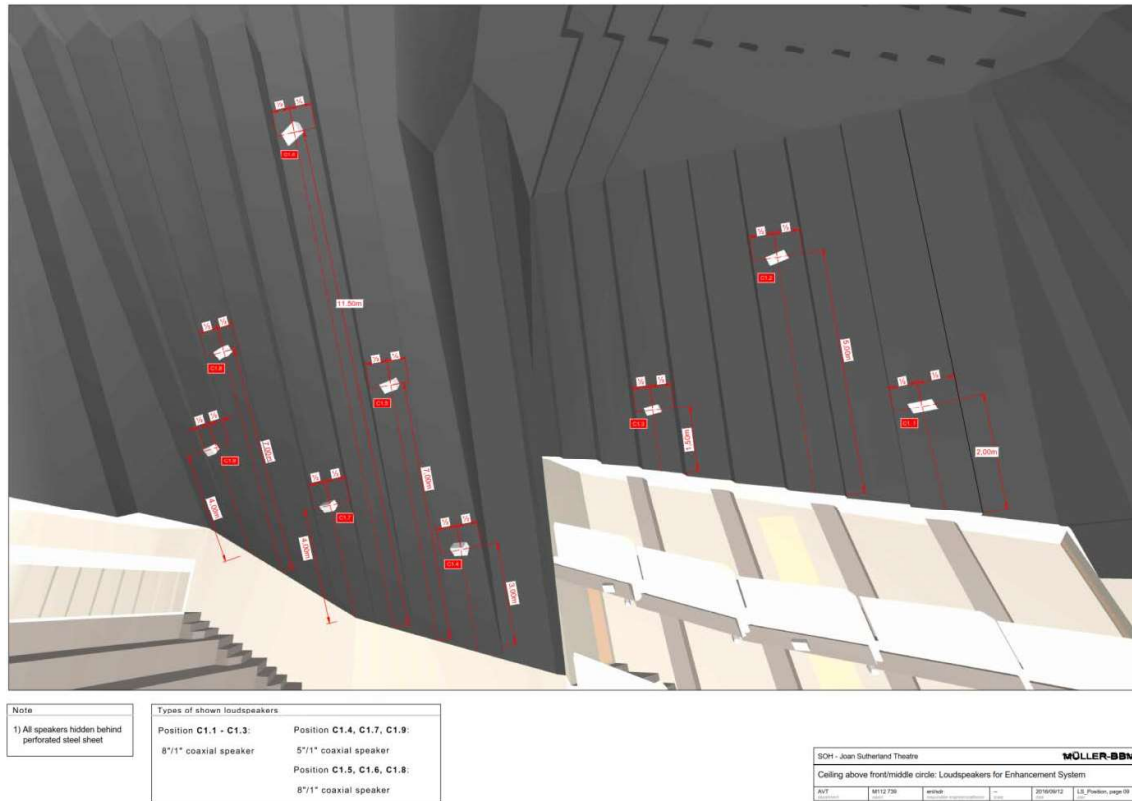 C1.6
11.50m
C1.8
C1.9
7.00m
4.00m
C1.7
4.00m
C1.5
7.00m
C1.4
3.00m
C1.3
1.50m
C1.2
5.00m
C1.1
2.00m
Note
1) All speakers hidden behind
perforated steel sheet
Types of shown loudspeakers
Position C1.1 - C1.3:
8"/1" coaxial speaker
Position C1.4, C1.7, C1.9:
5"/1" coaxial speaker
Position C1.5, C1.6, C1.8:
8"/1" coaxial speaker
SOH - Joan Sutherland Theatre
MÜLLER-BBM
Ceiling above front/middle circle: Loudspeakers for Enhancement System
AVT M112 739 2016/09/12 LS_Position, page 09